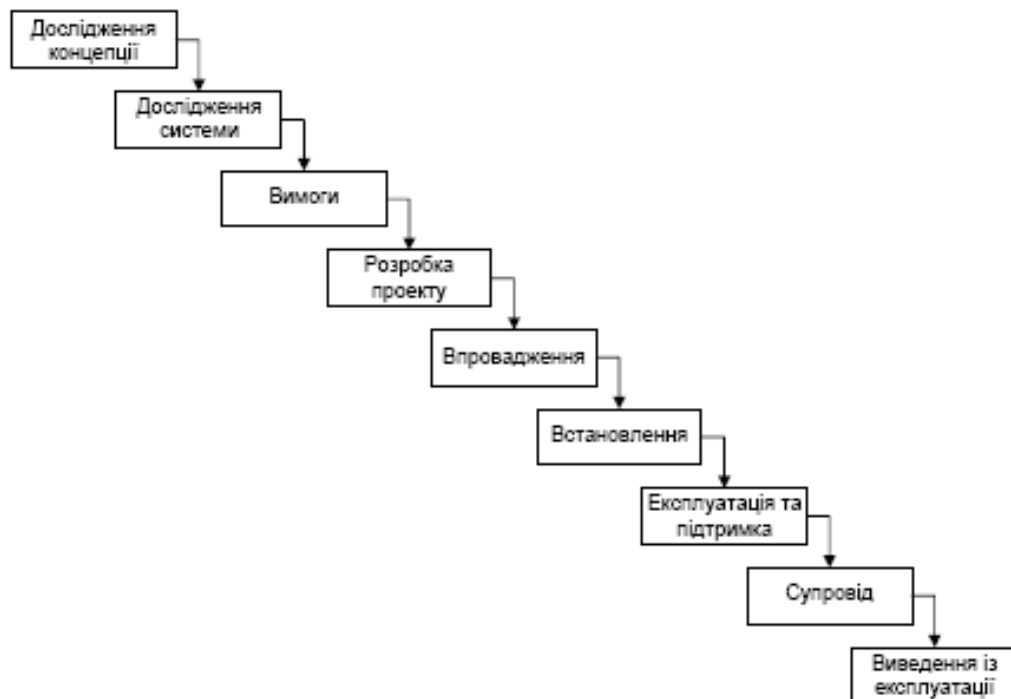 Дослідження
концепції
Дослідження
системи
Вимоги
Розробка
проекту
Впровадження
Встановлення
Експлуатація та
підтримка
Супровід
Виведення із
експлуатації